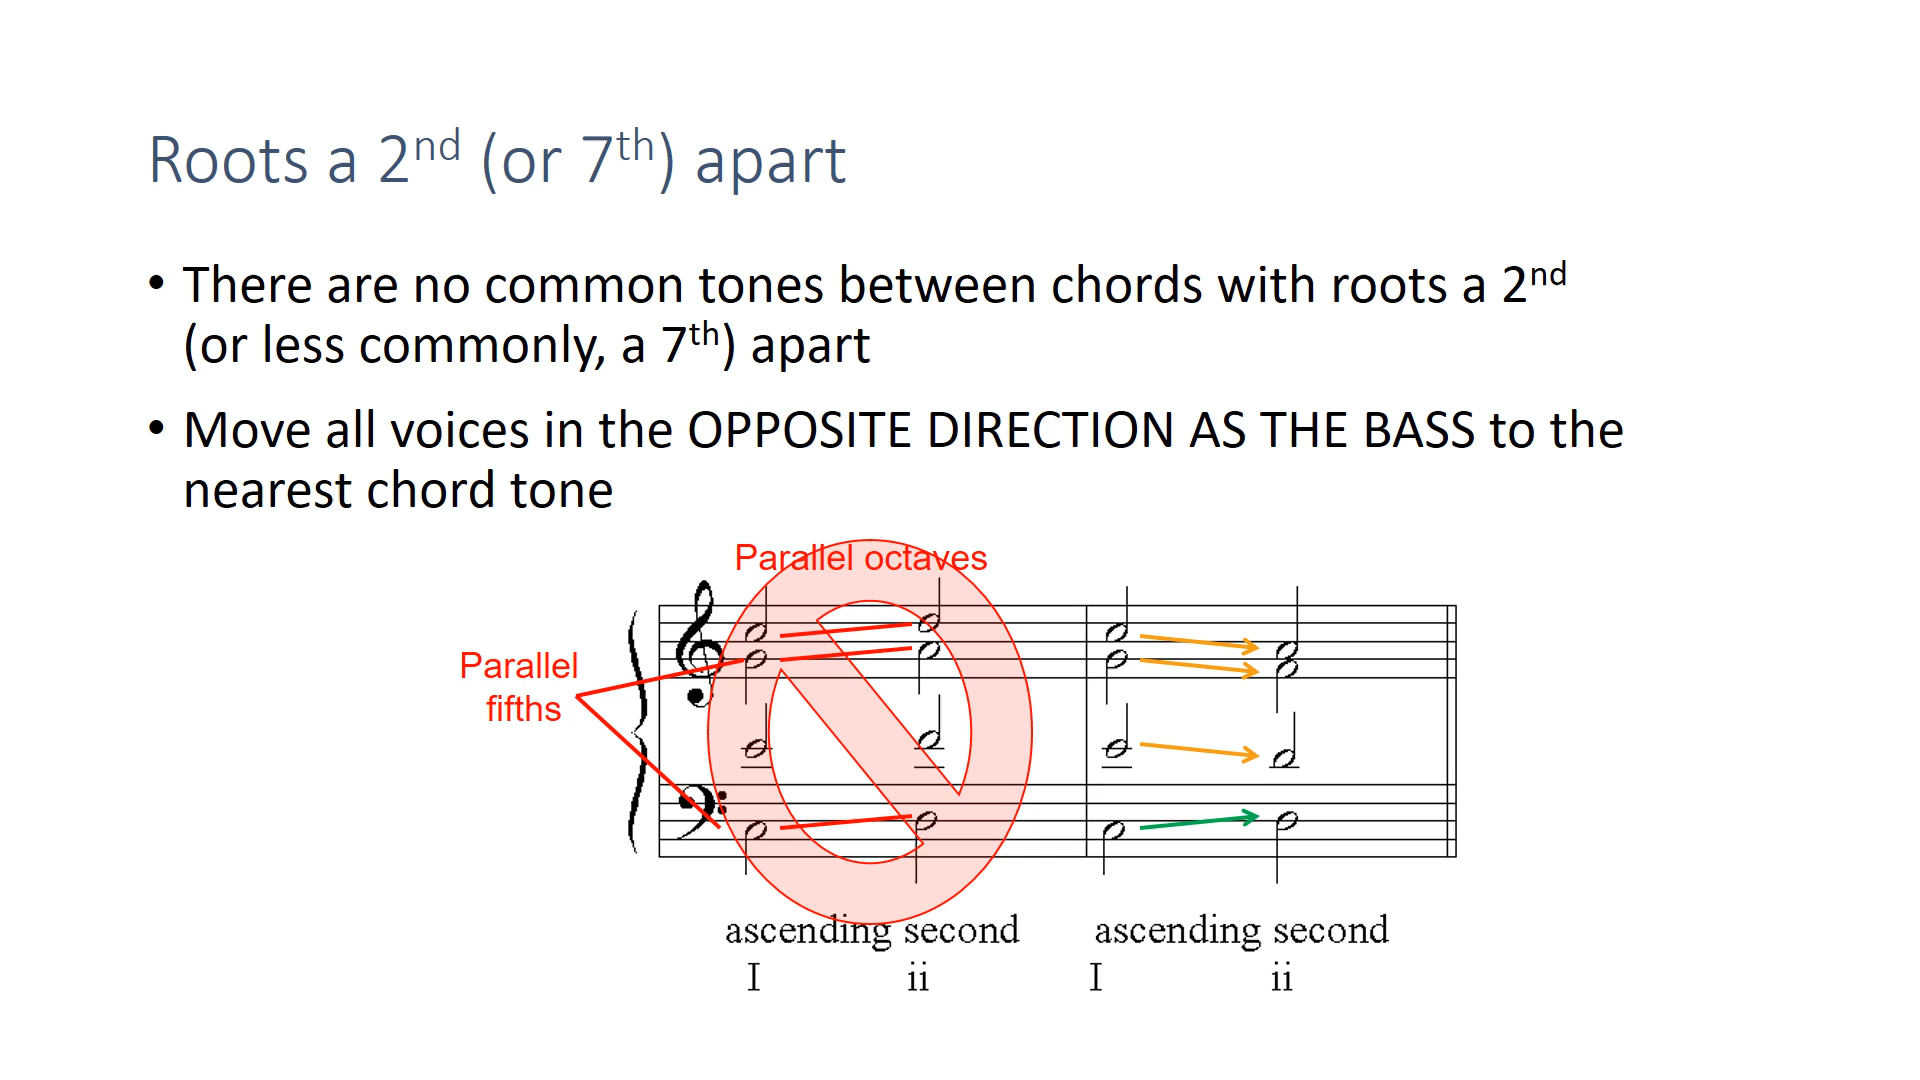 Roots a 2nd (or 7th) apart
• There are no common tones between chords with roots a 2nd
(or less commonly, a 7th) apart
• Move all voices in the OPPOSITE DIRECTION AS THE BASS to the
nearest chord tone
Parallel octaves
Parallel
fifths
ascending second ascending second
I ii I ii